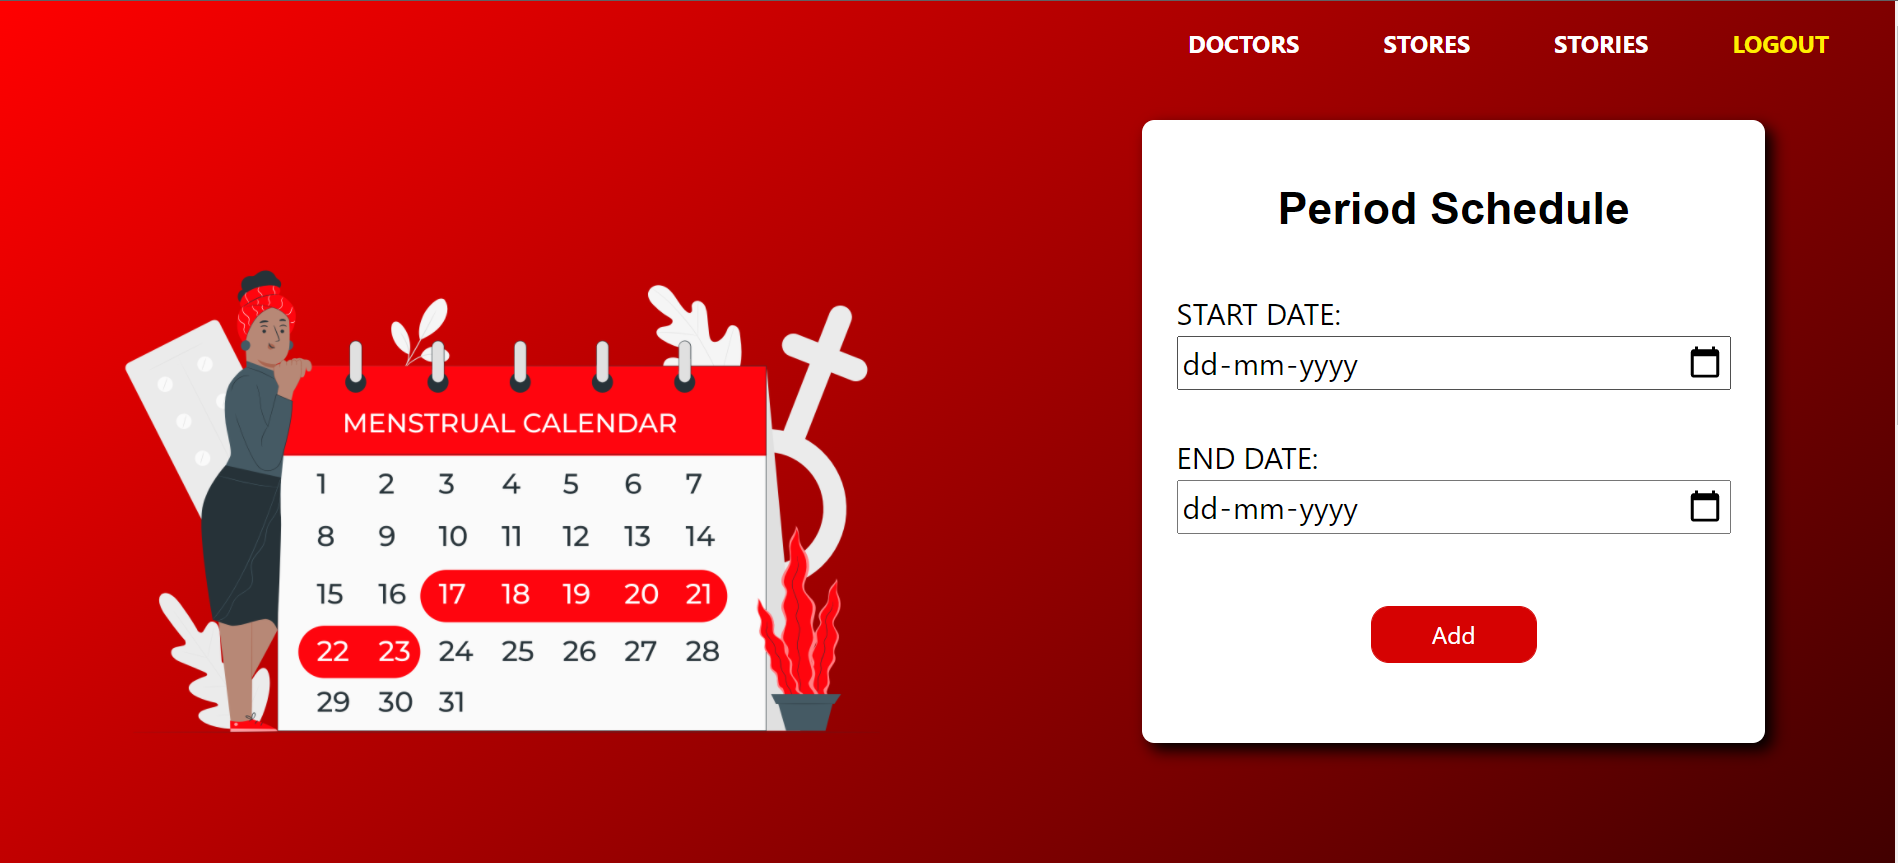 DOCTORS STORES STORIES LOGOUT
Period Schedule
START DATE:
dd-mm-yyyy
END DATE:
dd-mm-yyyy
Add
MENSTRUAL CALENDAR
1 2 3 4 5 6 7
8 9 10 11 12 13 14
15 16 17 18 19 20 21
22 23 24 25 26 27 28
29 30 31